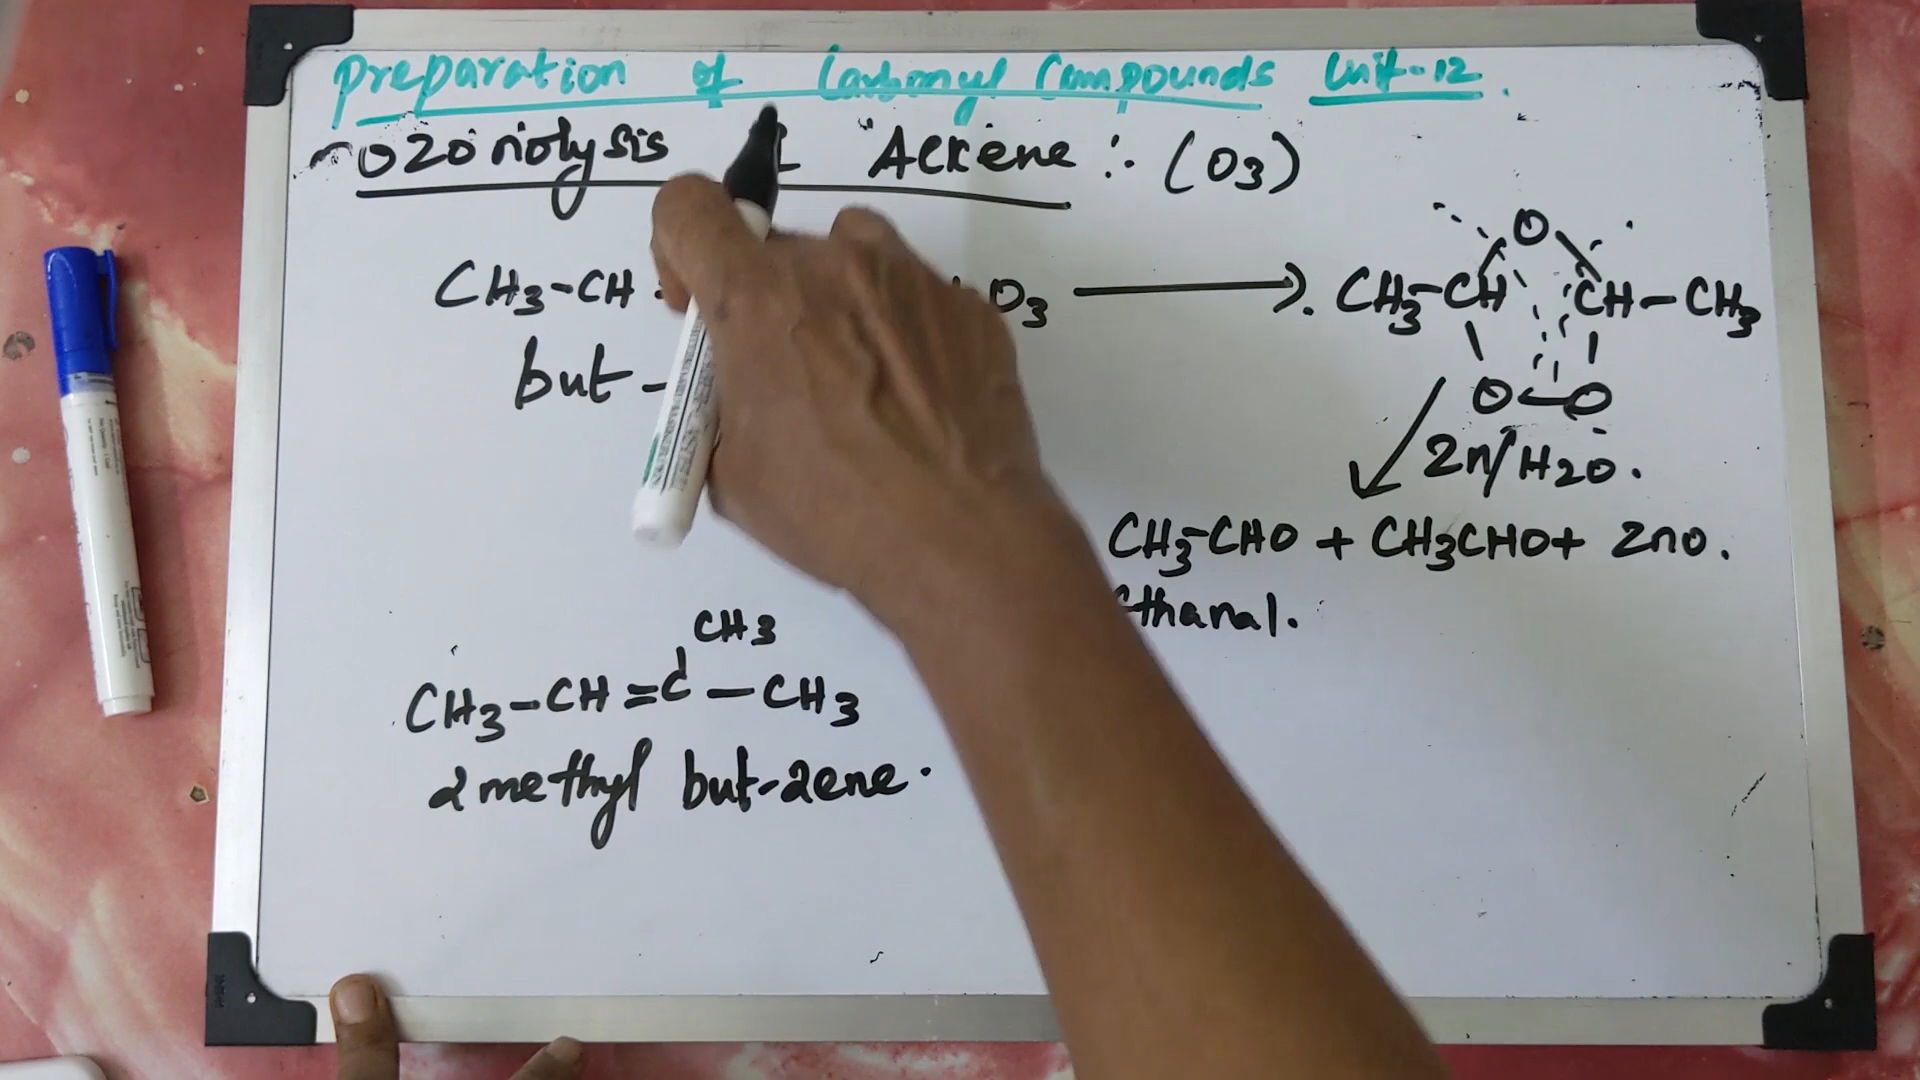 Preparation of Carbonyl Compounds Unit-12.
Ozonolysis Alkene :- (O3)
O
CH3-CH O3 → CH3-CH CH-CH3
but - O-O
Zn/H2O.
CH3-CHO + CH3CHO + ZnO.
thanal.
CH3
CH3-CH=C-CH3
2methyl but-2ene.